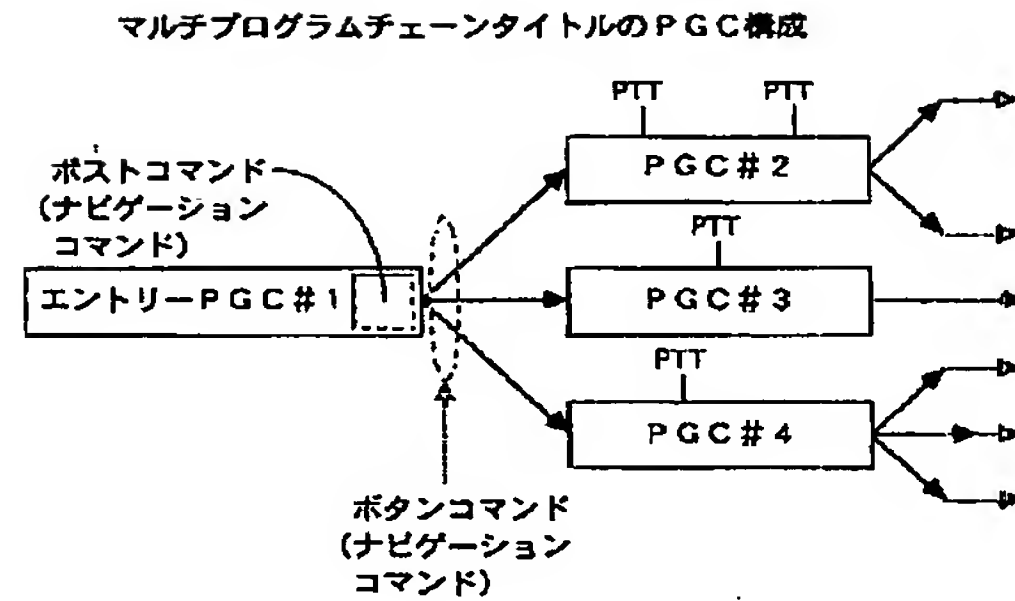 マルチプログラムチェーンタイトルのＰＧＣ構成
PTT PTT
ポストコマンド
(ナビゲーション
コマンド)
ＰＧＣ＃２
PTT
エントリーＰＧＣ＃１
ＰＧＣ＃３
PTT
ＰＧＣ＃４
ボタンコマンド
(ナビゲーション
コマンド)